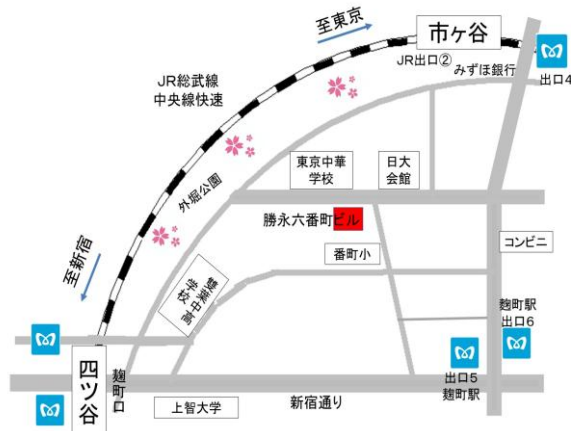 至東京
市ヶ谷
JR出口②
みずほ銀行
出口4
JR総武線
中央線快速
外堀公園
東京中華
学校
日大
会館
勝永六番町ビル
番町小
コンビニ
至新宿
雙葉中高
学校
麹町駅
出口6
四ツ谷
麹町口
出口5
麹町駅
上智大学
新宿通り